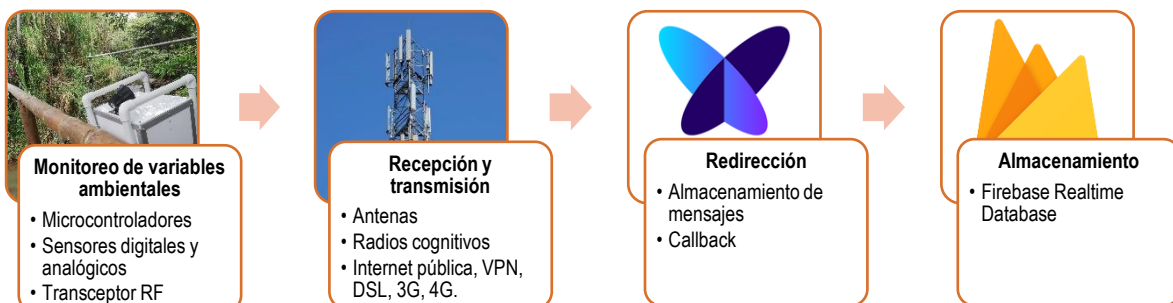 Monitoreo de variables
ambientales
• Microcontroladores
• Sensores digitales y
analógicos
• Transceptor RF
Recepción y
transmisión
• Antenas
• Radios cognitivos
• Internet pública, VPN,
DSL, 3G, 4G.
Redirección
• Almacenamiento de
mensajes
• Callback
Almacenamiento
• Firebase Realtime
Database